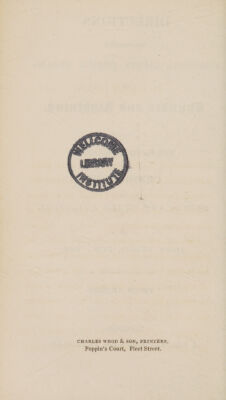 WELLCOME
LIBRARY
INSTITUTE
CHARLES WOOD & SON, PRINTERS,
Poppin's Court, Fleet Street.